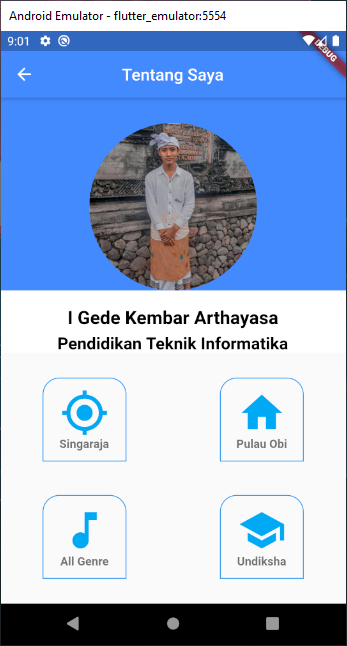 Android Emulator - flutter_emulator:5554
9:01
DEBUG
Tentang Saya
I Gede Kembar Arthayasa
Pendidikan Teknik Informatika
Singaraja
Pulau Obi
All Genre
Undiksha